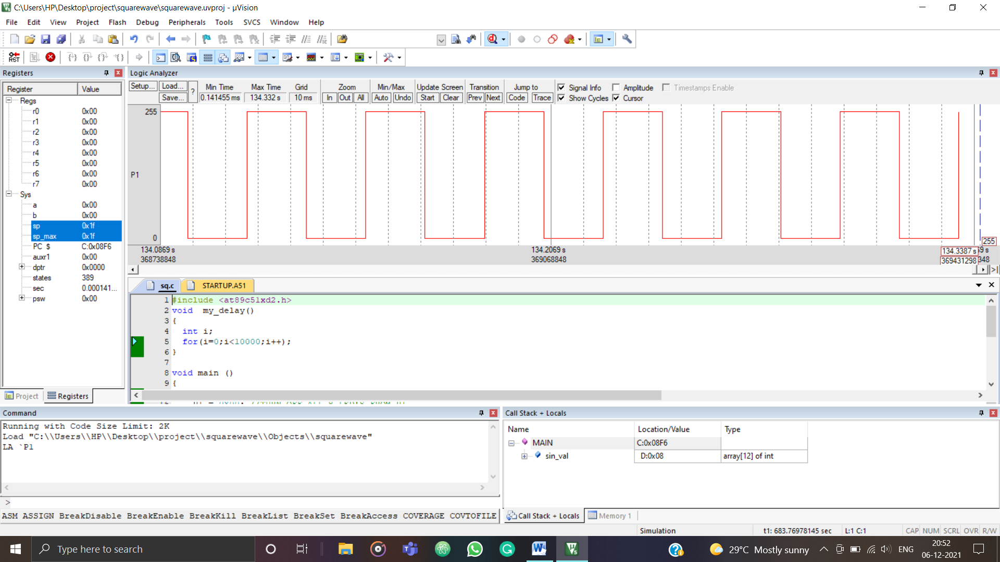 C:\Users\HP\Desktop\project\squarewave\squarewave.uvproj - µVision
File Edit View Project Flash Debug Peripherals Tools SVCS Window Help
RST
Registers
Register Value
Regs
r0 0x00
r1 0x00
r2 0x00
r3 0x00
r4 0x00
r5 0x00
r6 0x00
r7 0x00
Sys
a 0x00
b 0x00
sp 0x1f
sp_max 0x1f
PC $ C:0x08F6
auxr1 0x00
dptr 0x0000
states 389
sec 0.000141...
psw 0x00
Project Registers
Logic Analyzer
Setup... Load... ? Min Time Max Time Grid Zoom Min/Max Update Screen Transition Jump to Signal Info Amplitude Timestamps Enable
Save... 0.141455 ms 134.332 s 10 ms In Out All Auto Undo Start Clear Prev Next Code Trace Show Cycles Cursor
255
P1
0
255
134.0869 s 134.2069 s 134.3387 s 9 s
368738848 369068848 369431298 348
sq.c STARTUP.A51
1 #include <at89c51xd2.h>
2 void my_delay()
3 {
4 int i;
5 for(i=0;i<10000;i++);
6 }
7
8 void main ()
9 {
Command
Running with Code Size Limit: 2K
Load "C:\\Users\\HP\\Desktop\\project\\squarewave\\Objects\\squarewave"
LA `P1
>
ASM ASSIGN BreakDisable BreakEnable BreakKill BreakList BreakSet BreakAccess COVERAGE COVTOFILE
Call Stack + Locals
Name Location/Value Type
MAIN C:0x08F6
sin_val D:0x08 array[12] of int
Call Stack + Locals Memory 1
Simulation t1: 683.76978145 sec L:1 C:1 CAP NUM SCRL OVR R/W
Type here to search
29°C Mostly sunny ENG 20:52
06-12-2021